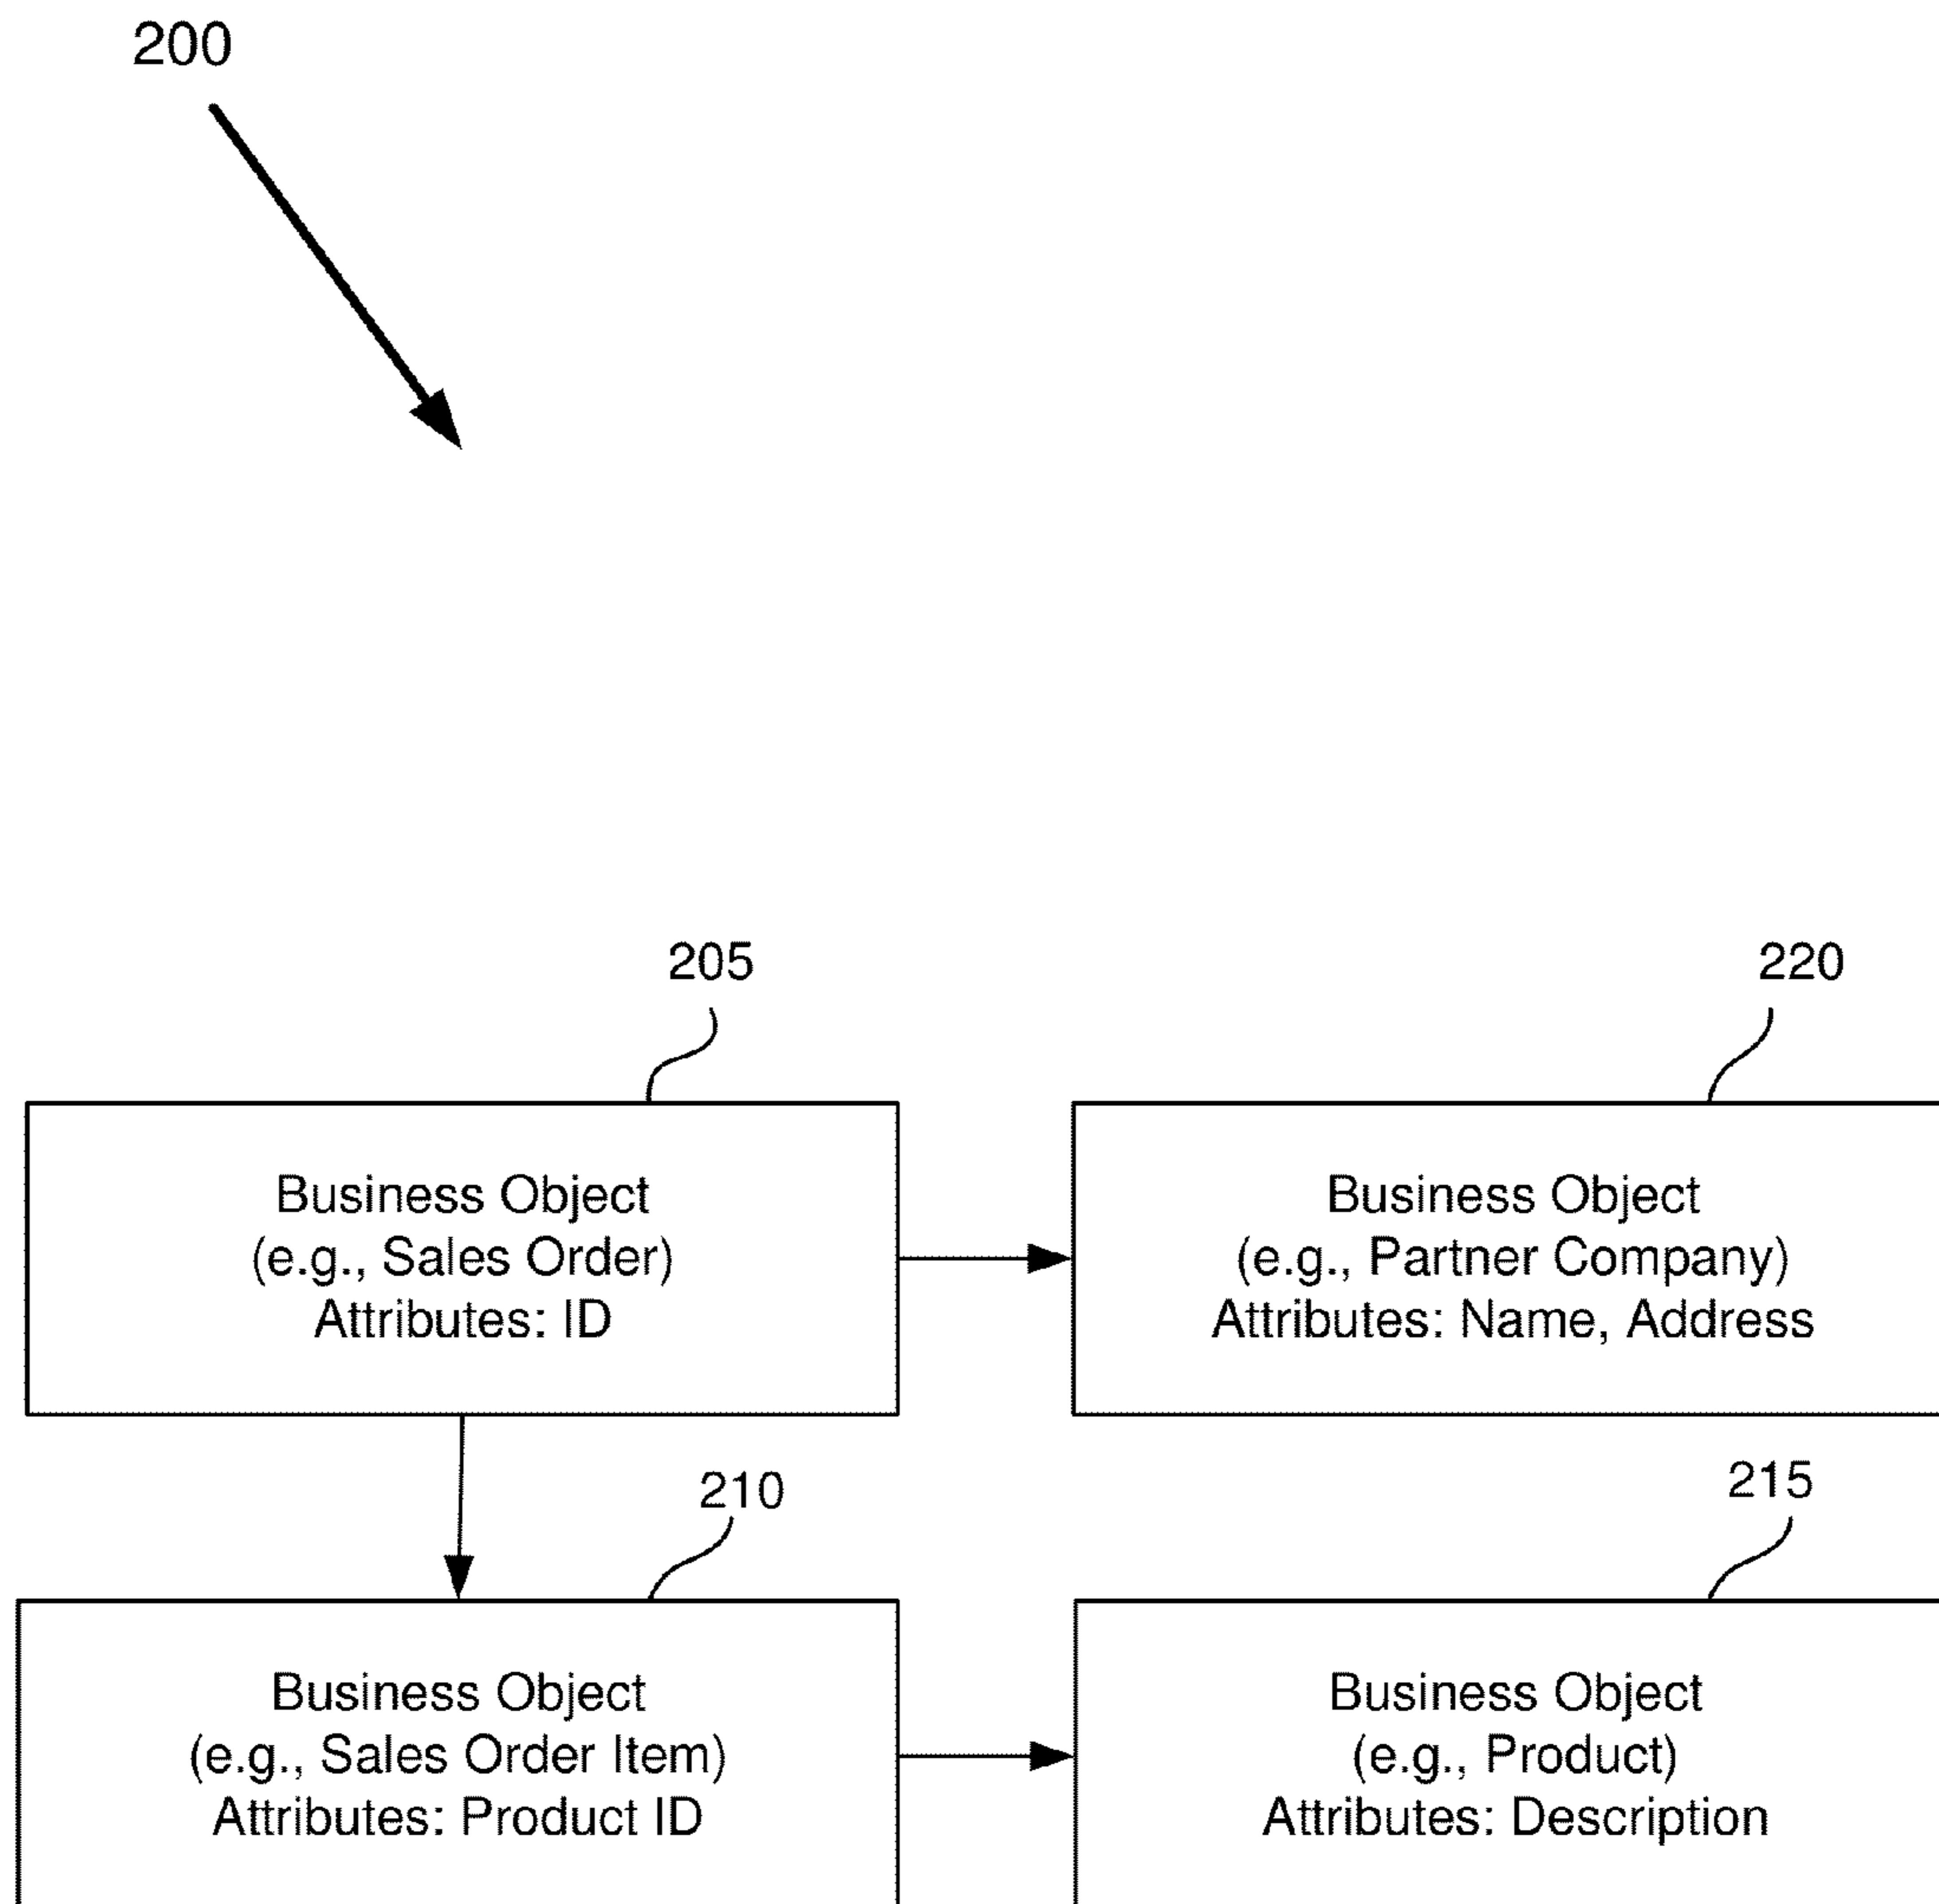 200
205
220
Business Object
(e.g., Sales Order)
Attributes: ID
Business Object
(e.g., Partner Company)
Attributes: Name, Address
210
215
Business Object
(e.g., Sales Order Item)
Attributes: Product ID
Business Object
(e.g., Product)
Attributes: Description